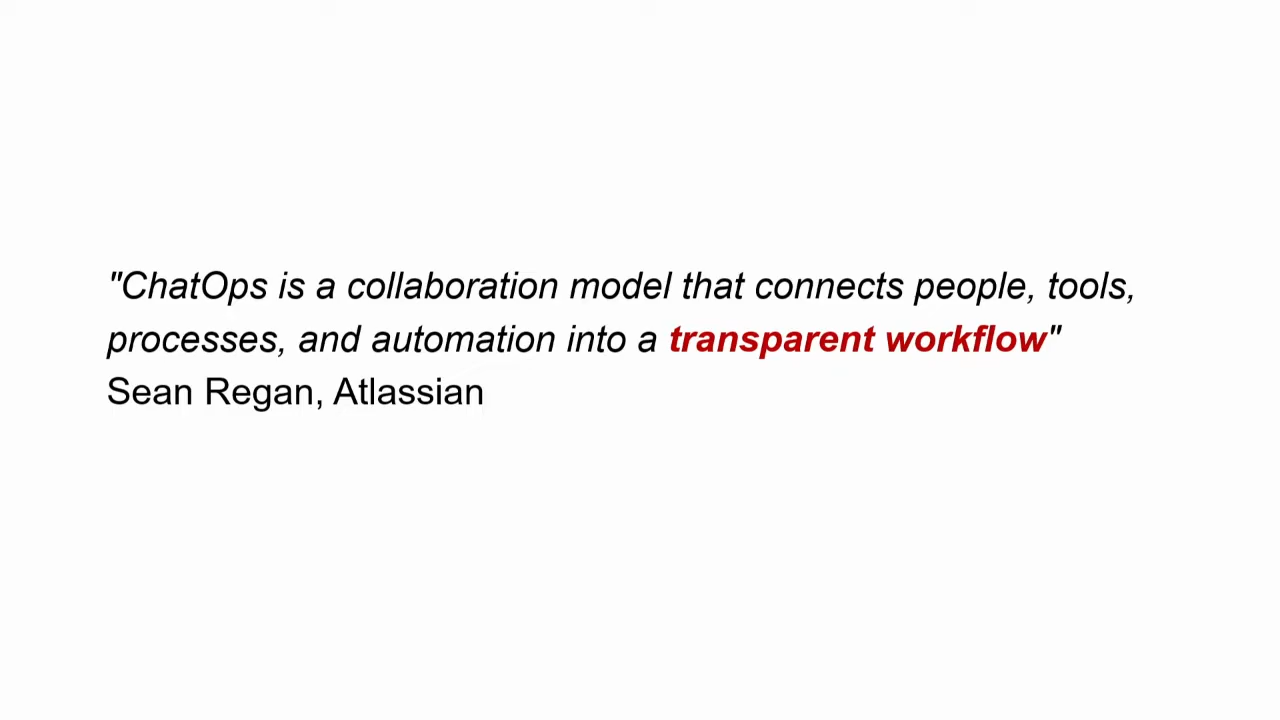 "ChatOps is a collaboration model that connects people, tools,
processes, and automation into a transparent workflow"
Sean Regan, Atlassian